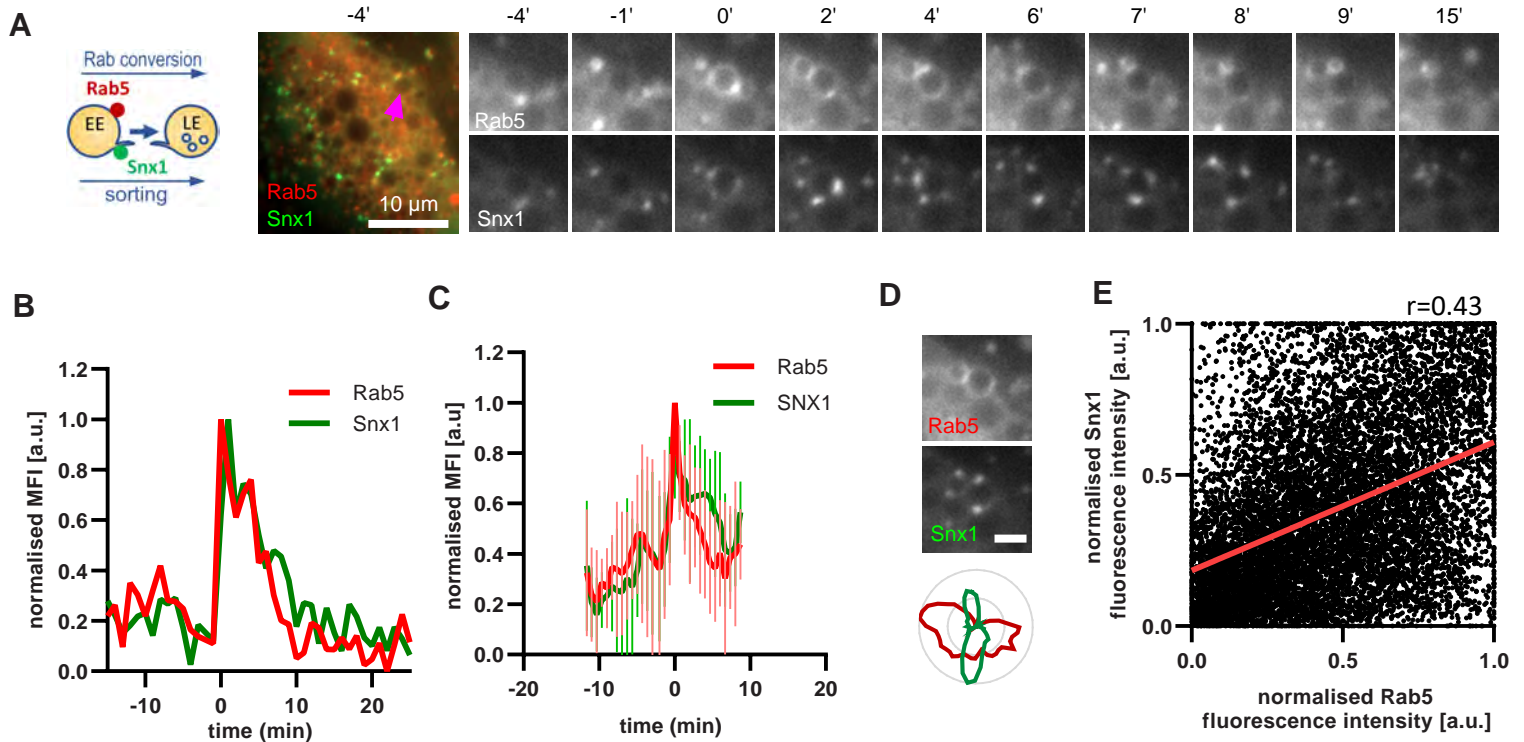 A
Rab conversion
Rab5
EE
LE
Snx1
sorting
-4'
Rab5
Snx1
10 µm
-4'
-1'
0'
2'
4'
6'
7'
8'
9'
15'
Rab5
Snx1
B
normalised MFI [a.u.]
1.2
1.0
0.8
0.6
0.4
0.2
0.0
-10
0
10
20
time (min)
Rab5
Snx1
C
normalised MFI [a.u
1.2
1.0
0.8
0.6
0.4
0.2
0.0
-20
-10
0
10
20
time (min)
Rab5
SNX1
D
Rab5
Snx1
E
r=0.43
normalised Snx1
fluorescence intensity [a.u.]
1.0
0.5
0.0
0.0
0.5
1.0
normalised Rab5
fluorescence intensity [a.u.]